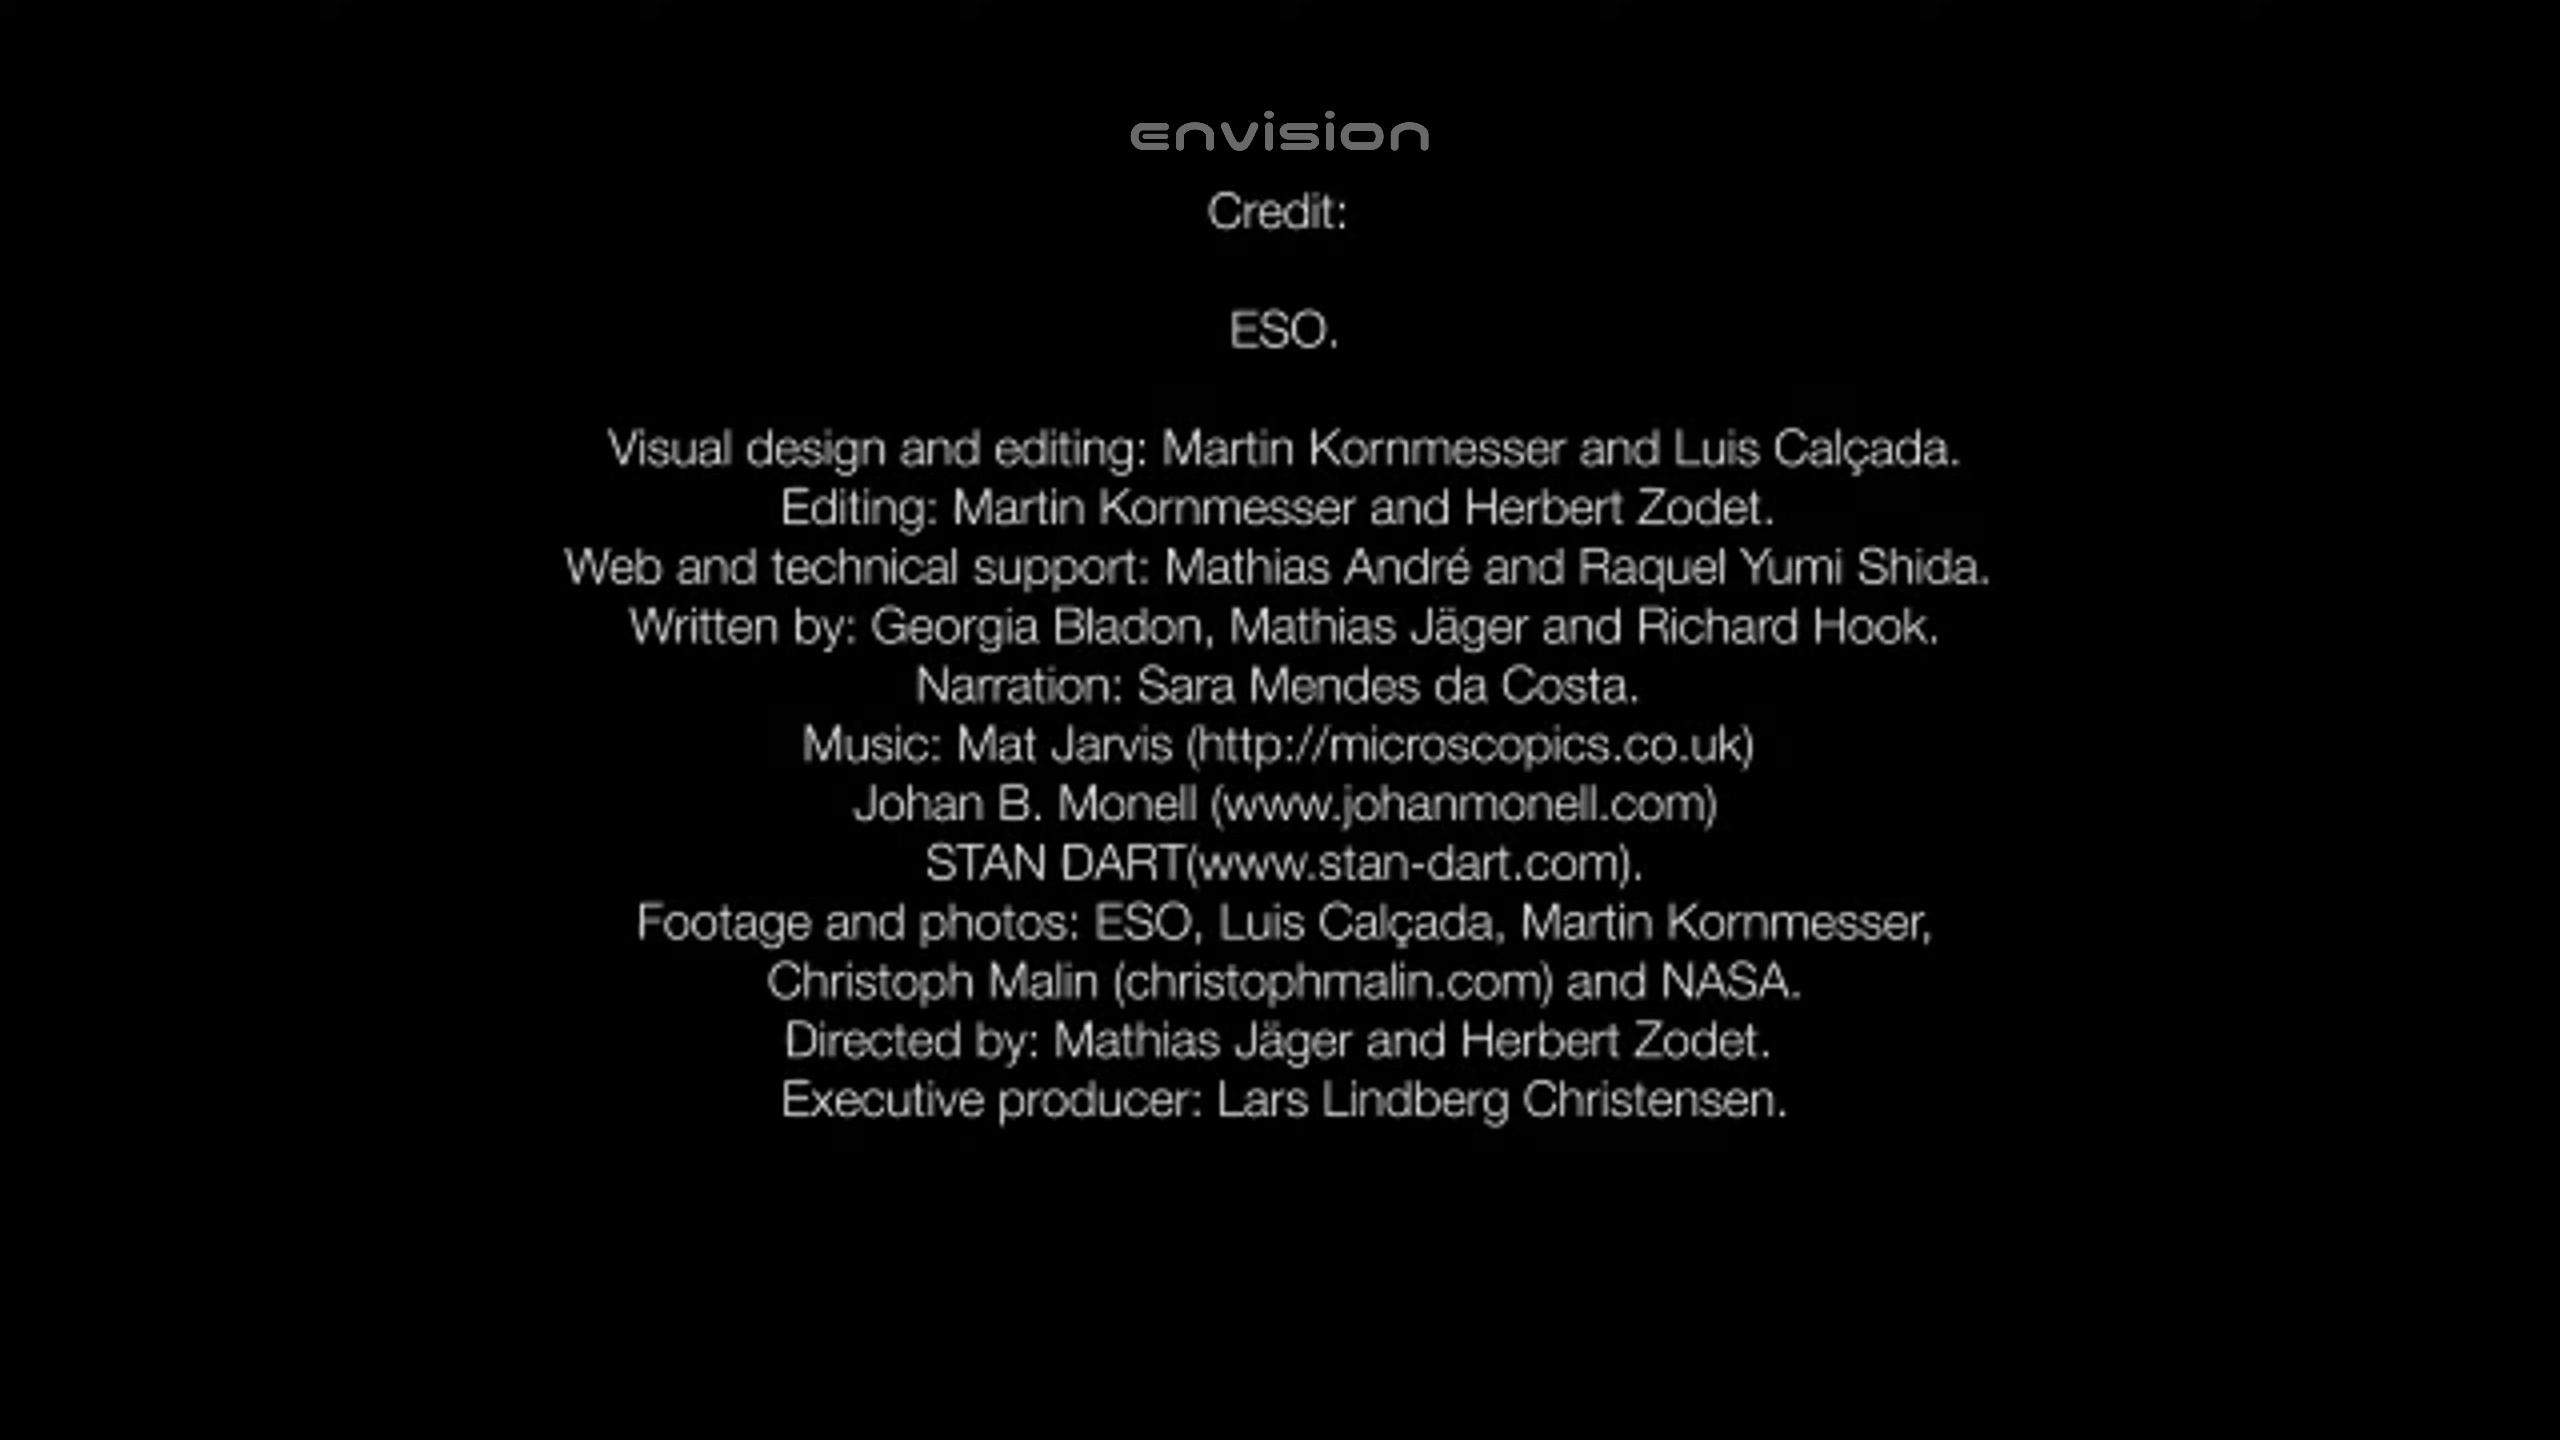 envision
Credit:
ESO.
Visual design and editing: Martin Kornmesser and Luis Calçada.
Editing: Martin Kornmesser and Herbert Zodet.
Web and technical support: Mathias André and Raquel Yumi Shida.
Written by: Georgia Bladon, Mathias Jäger and Richard Hook.
Narration: Sara Mendes da Costa.
Music: Mat Jarvis (http://microscopics.co.uk)
Johan B. Monell (www.johanmonell.com)
STAN DART(www.stan-dart.com).
Footage and photos: ESO, Luis Calçada, Martin Kornmesser,
Christoph Malin (christophmalin.com) and NASA.
Directed by: Mathias Jäger and Herbert Zodet.
Executive producer: Lars Lindberg Christensen.